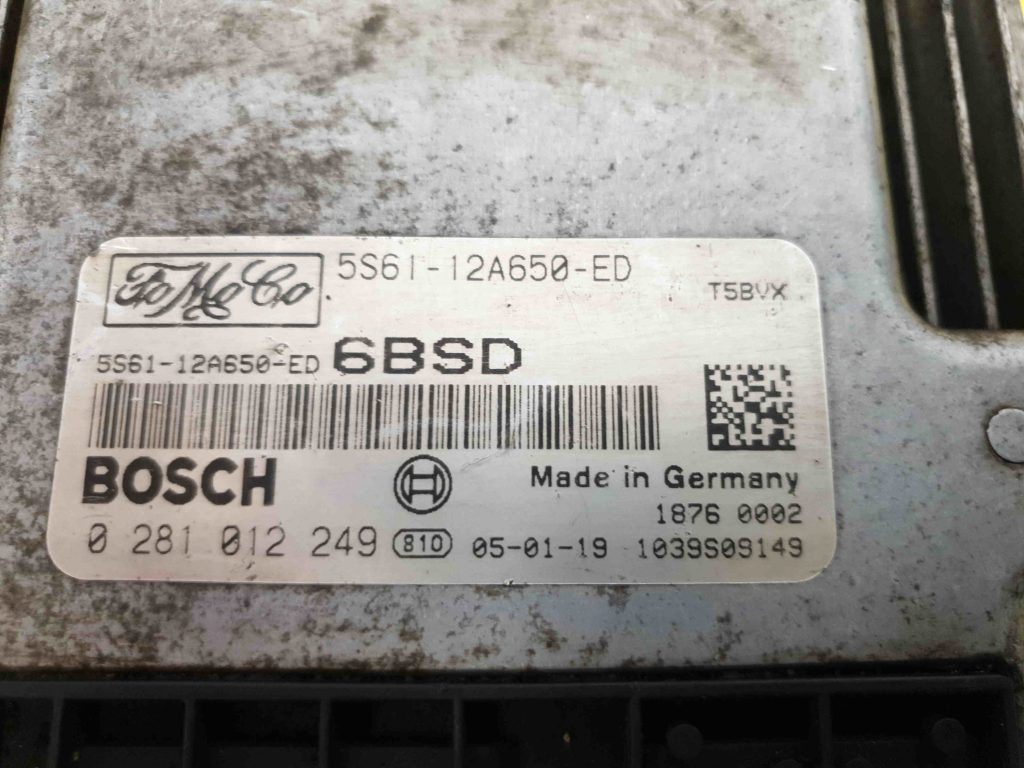 FoMoCo 5S61-12A650-ED
T5BVX
5S61-12A650-ED 6BSD
BOSCH
Made in Germany
1876 0002
0 281 012 249 810 05-01-19 1039S09149